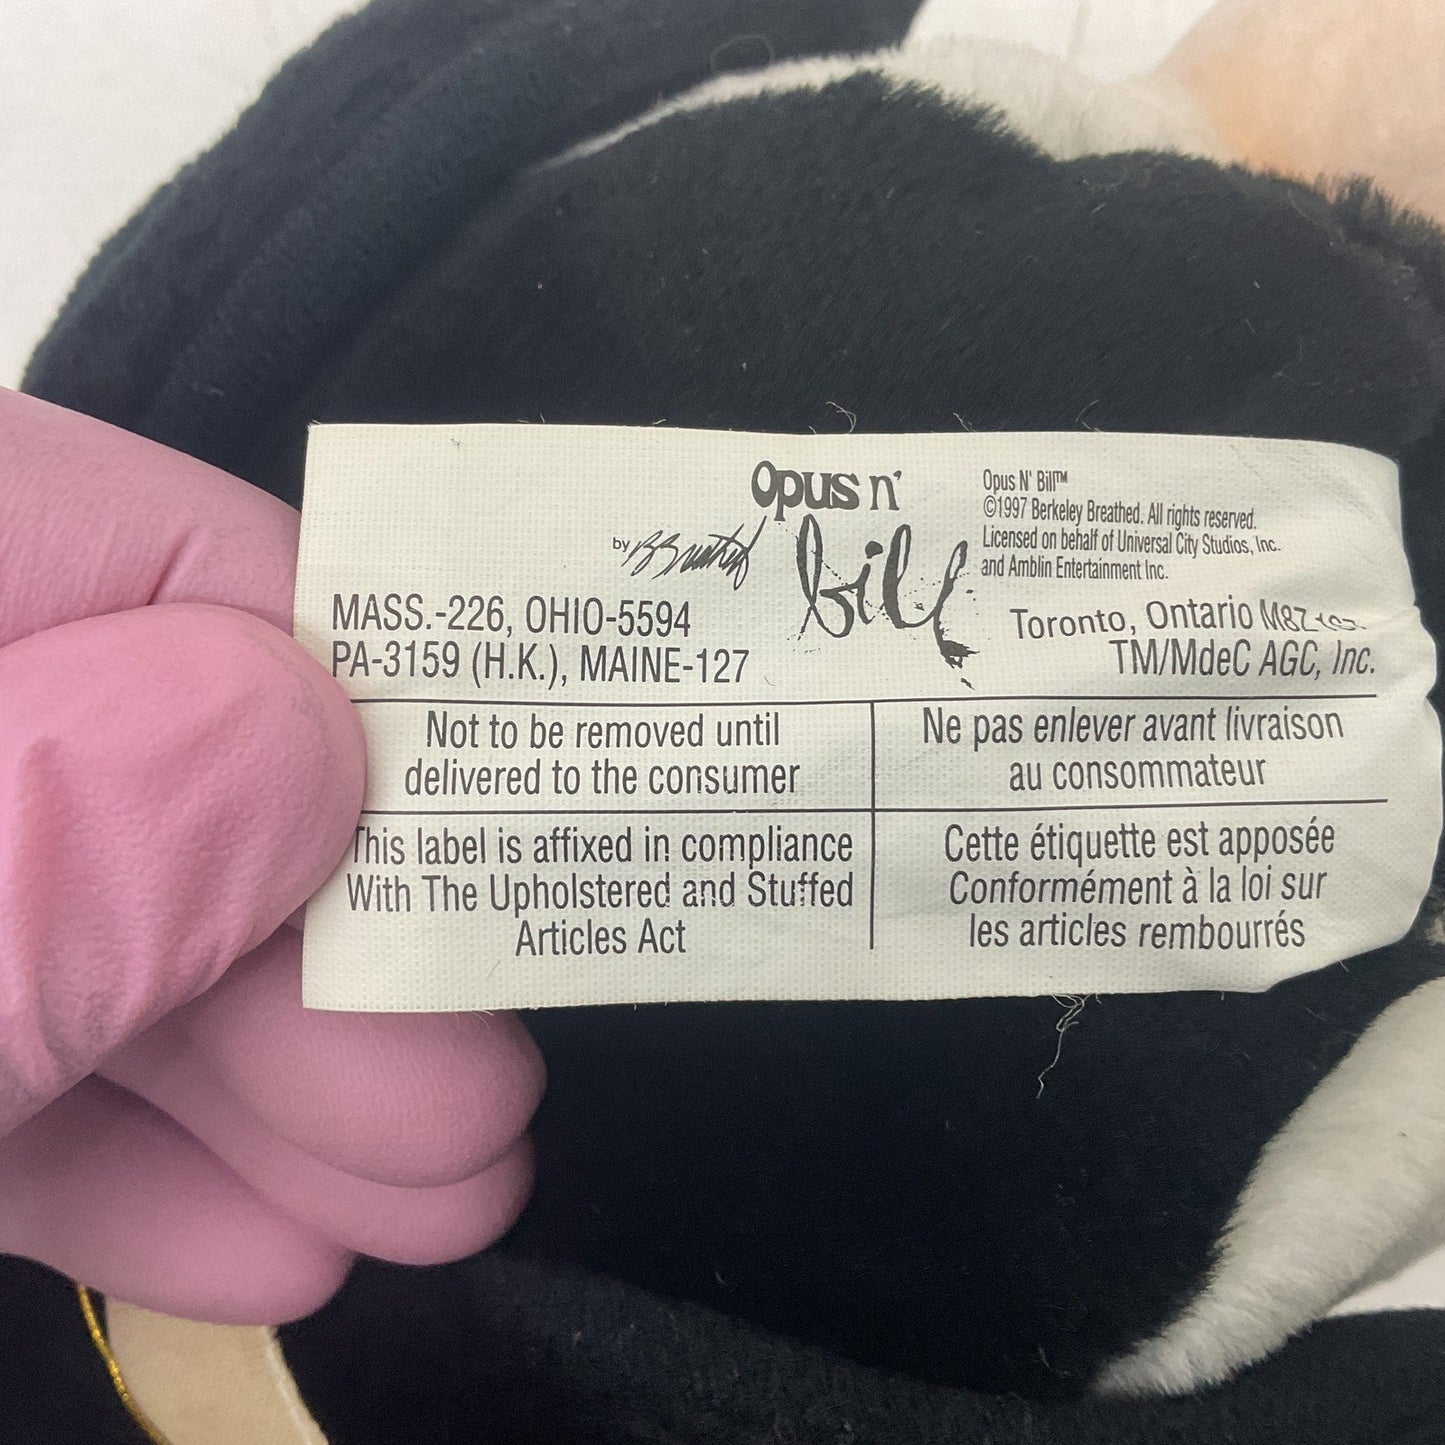 Opus n'
bill
by BBreathed
Opus N' Bill™
©1997 Berkeley Breathed. All rights reserved.
Licensed on behalf of Universal City Studios, Inc.
and Amblin Entertainment Inc.
MASS.-226, OHIO-5594
PA-3159 (H.K.), MAINE-127
Toronto, Ontario M8Z
TM/MdeC AGC, Inc.
Not to be removed until
delivered to the consumer
Ne pas enlever avant livraison
au consommateur
This label is affixed in compliance
With The Upholstered and Stuffed
Articles Act
Cette étiquette est apposée
Conformément à la loi sur
les articles rembourrés